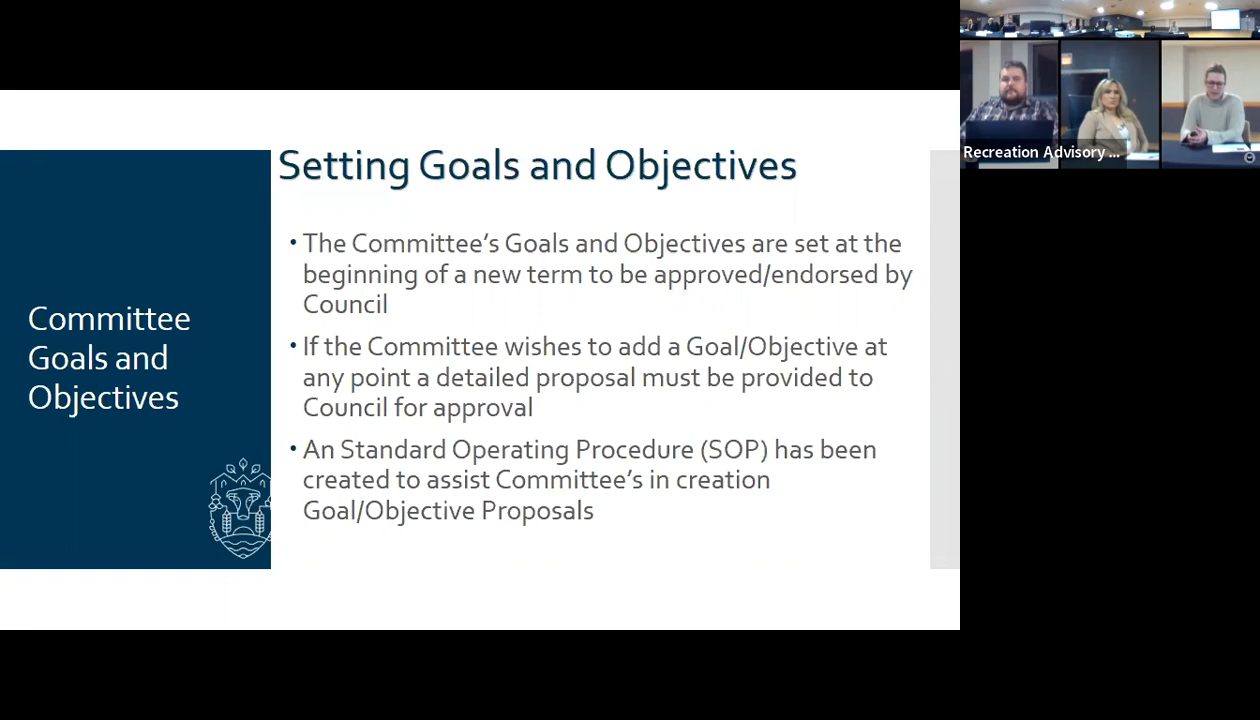 Setting Goals and Objectives
Committee
Goals and
Objectives
• The Committee's Goals and Objectives are set at the
beginning of a new term to be approved/endorsed by
Council
• If the Committee wishes to add a Goal/Objective at
any point a detailed proposal must be provided to
Council for approval
• An Standard Operating Procedure (SOP) has been
created to assist Committee's in creation
Goal/Objective Proposals
Recreation Advisory ...